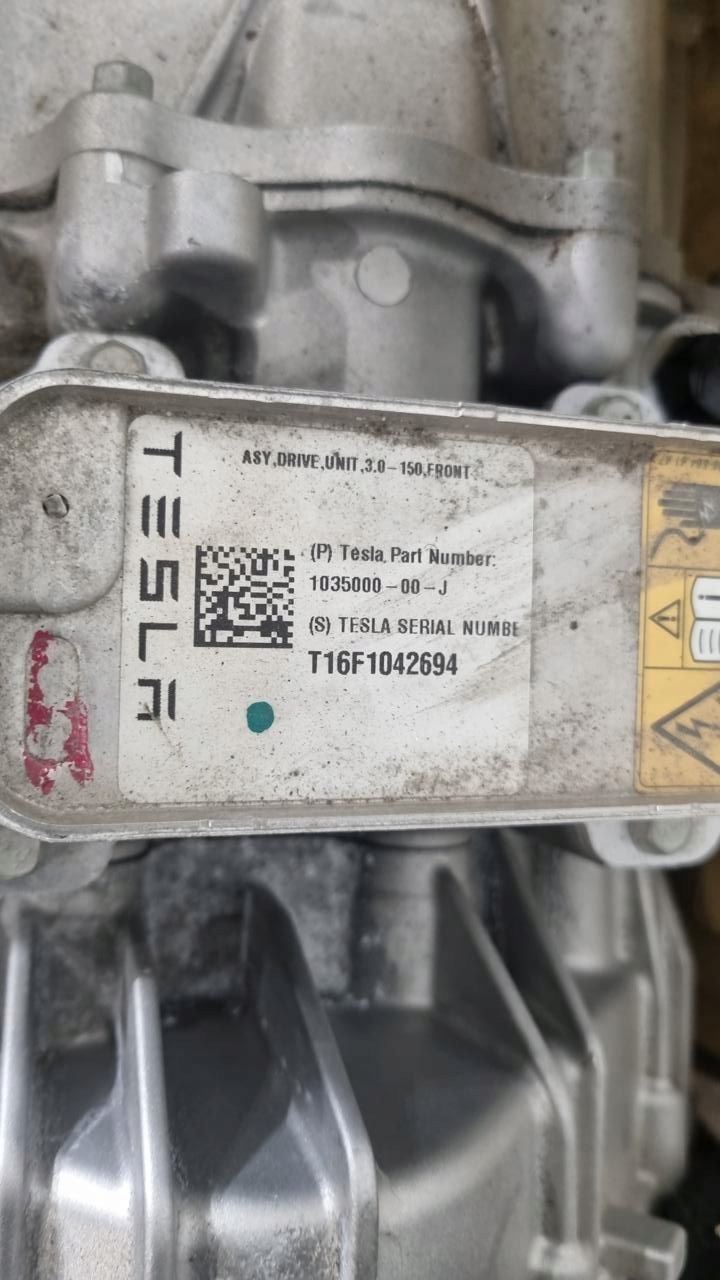 TESLA
ASY,DRIVE,UNIT,3.0-150,FRONT
(P) Tesla Part Number:
1035000-00-J
(S) TESLA SERIAL NUMBE
T16F1042694